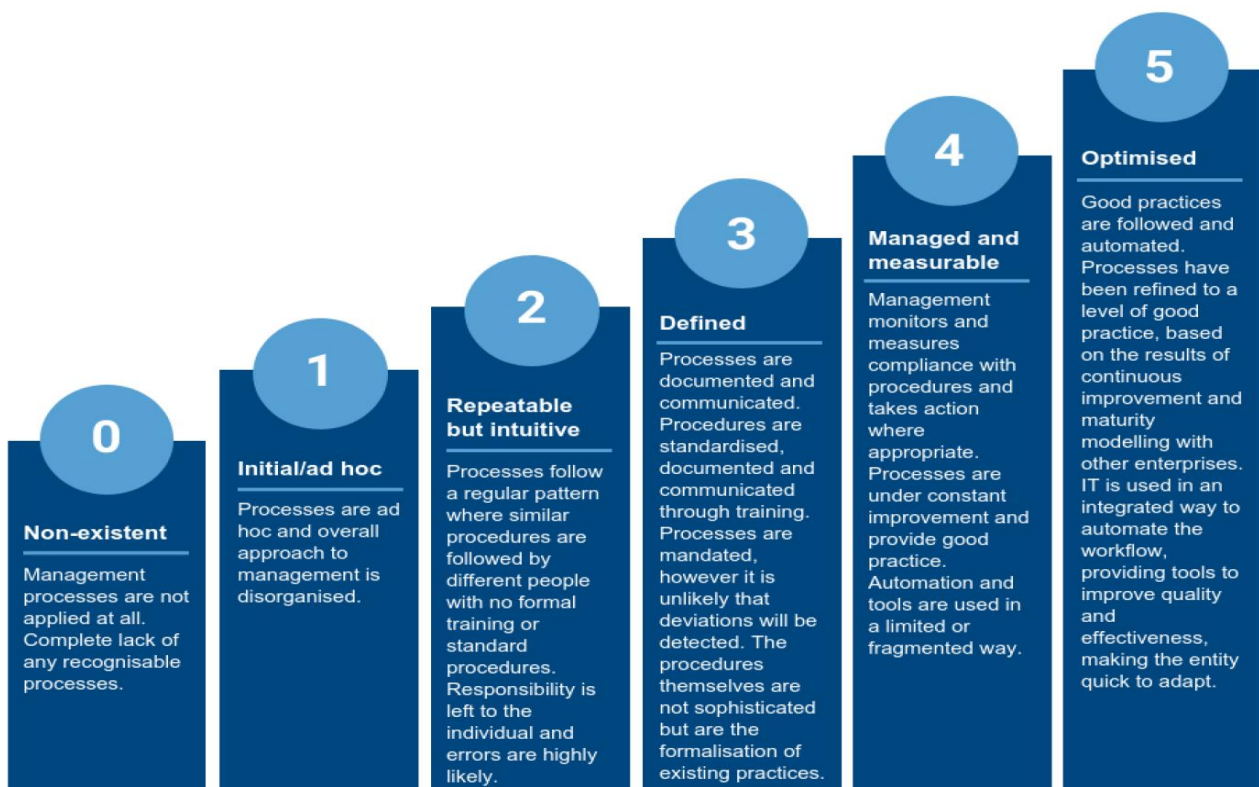 0
Non-existent
Management
processes are not
applied at all.
Complete lack of
any recognisable
processes.
1
Initial/ad hoc
Processes are ad
hoc and overall
approach to
management is
disorganised.
2
Repeatable
but intuitive
Processes follow
a regular pattern
where similar
procedures are
followed by
different people
with no formal
training or
standard
procedures.
Responsibility is
left to the
individual and
errors are highly
likely.
3
Defined
Processes are
documented and
communicated.
Procedures are
standardised,
documented and
communicated
through training.
Processes are
mandated,
however it is
unlikely that
deviations will be
detected. The
procedures
themselves are
not sophisticated
but are the
formalisation of
existing practices.
4
Managed and
measurable
Management
monitors and
measures
compliance with
procedures and
takes action
where
appropriate.
Processes are
under constant
improvement and
provide good
practice.
Automation and
tools are used in
a limited or
fragmented way.
5
Optimised
Good practices
are followed and
automated.
Processes have
been refined to a
level of good
practice, based
on the results of
continuous
improvement and
maturity
modelling with
other enterprises.
IT is used in an
integrated way to
automate the
workflow,
providing tools to
improve quality
and
effectiveness,
making the entity
quick to adapt.